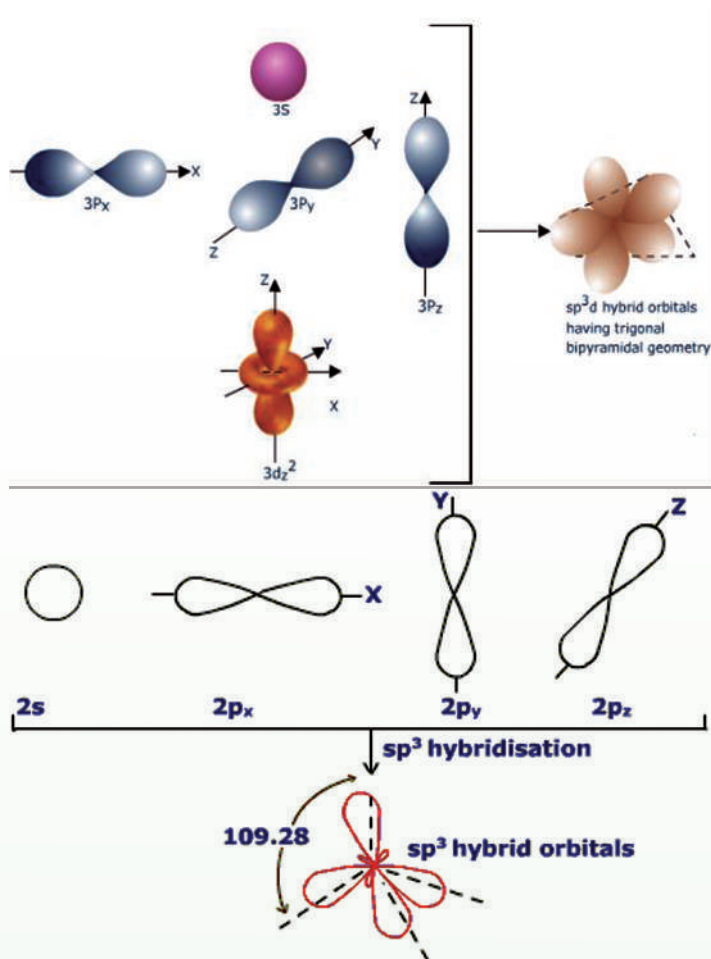 3S
X
3Px
Y
3Py
Z
Z
3Pz
Z
Y
X
3dz²
sp³d hybrid orbitals
having trigonal
bipyramidal geometry
X
Y
Z
2s
2px
2py
2pz
sp³ hybridisation
109.28
sp³ hybrid orbitals